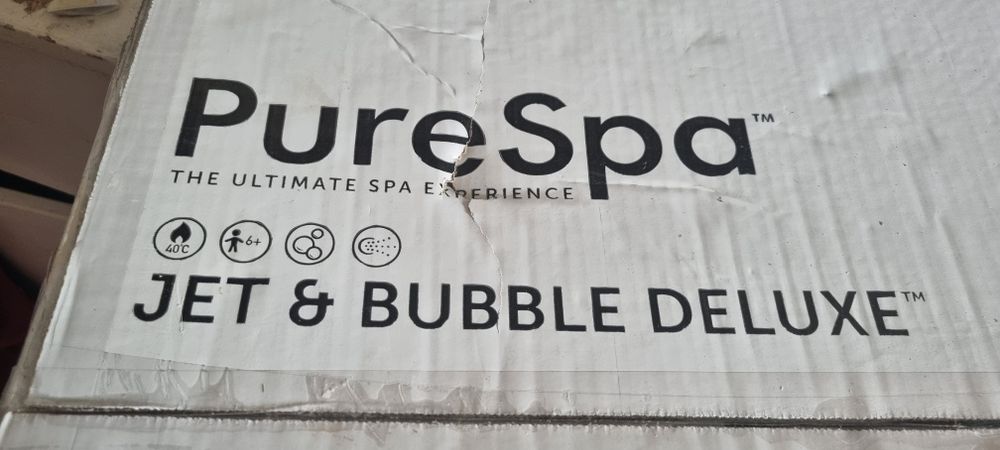 PureSpa™
THE ULTIMATE SPA EXPERIENCE
40°C 6+
JET & BUBBLE DELUXE™